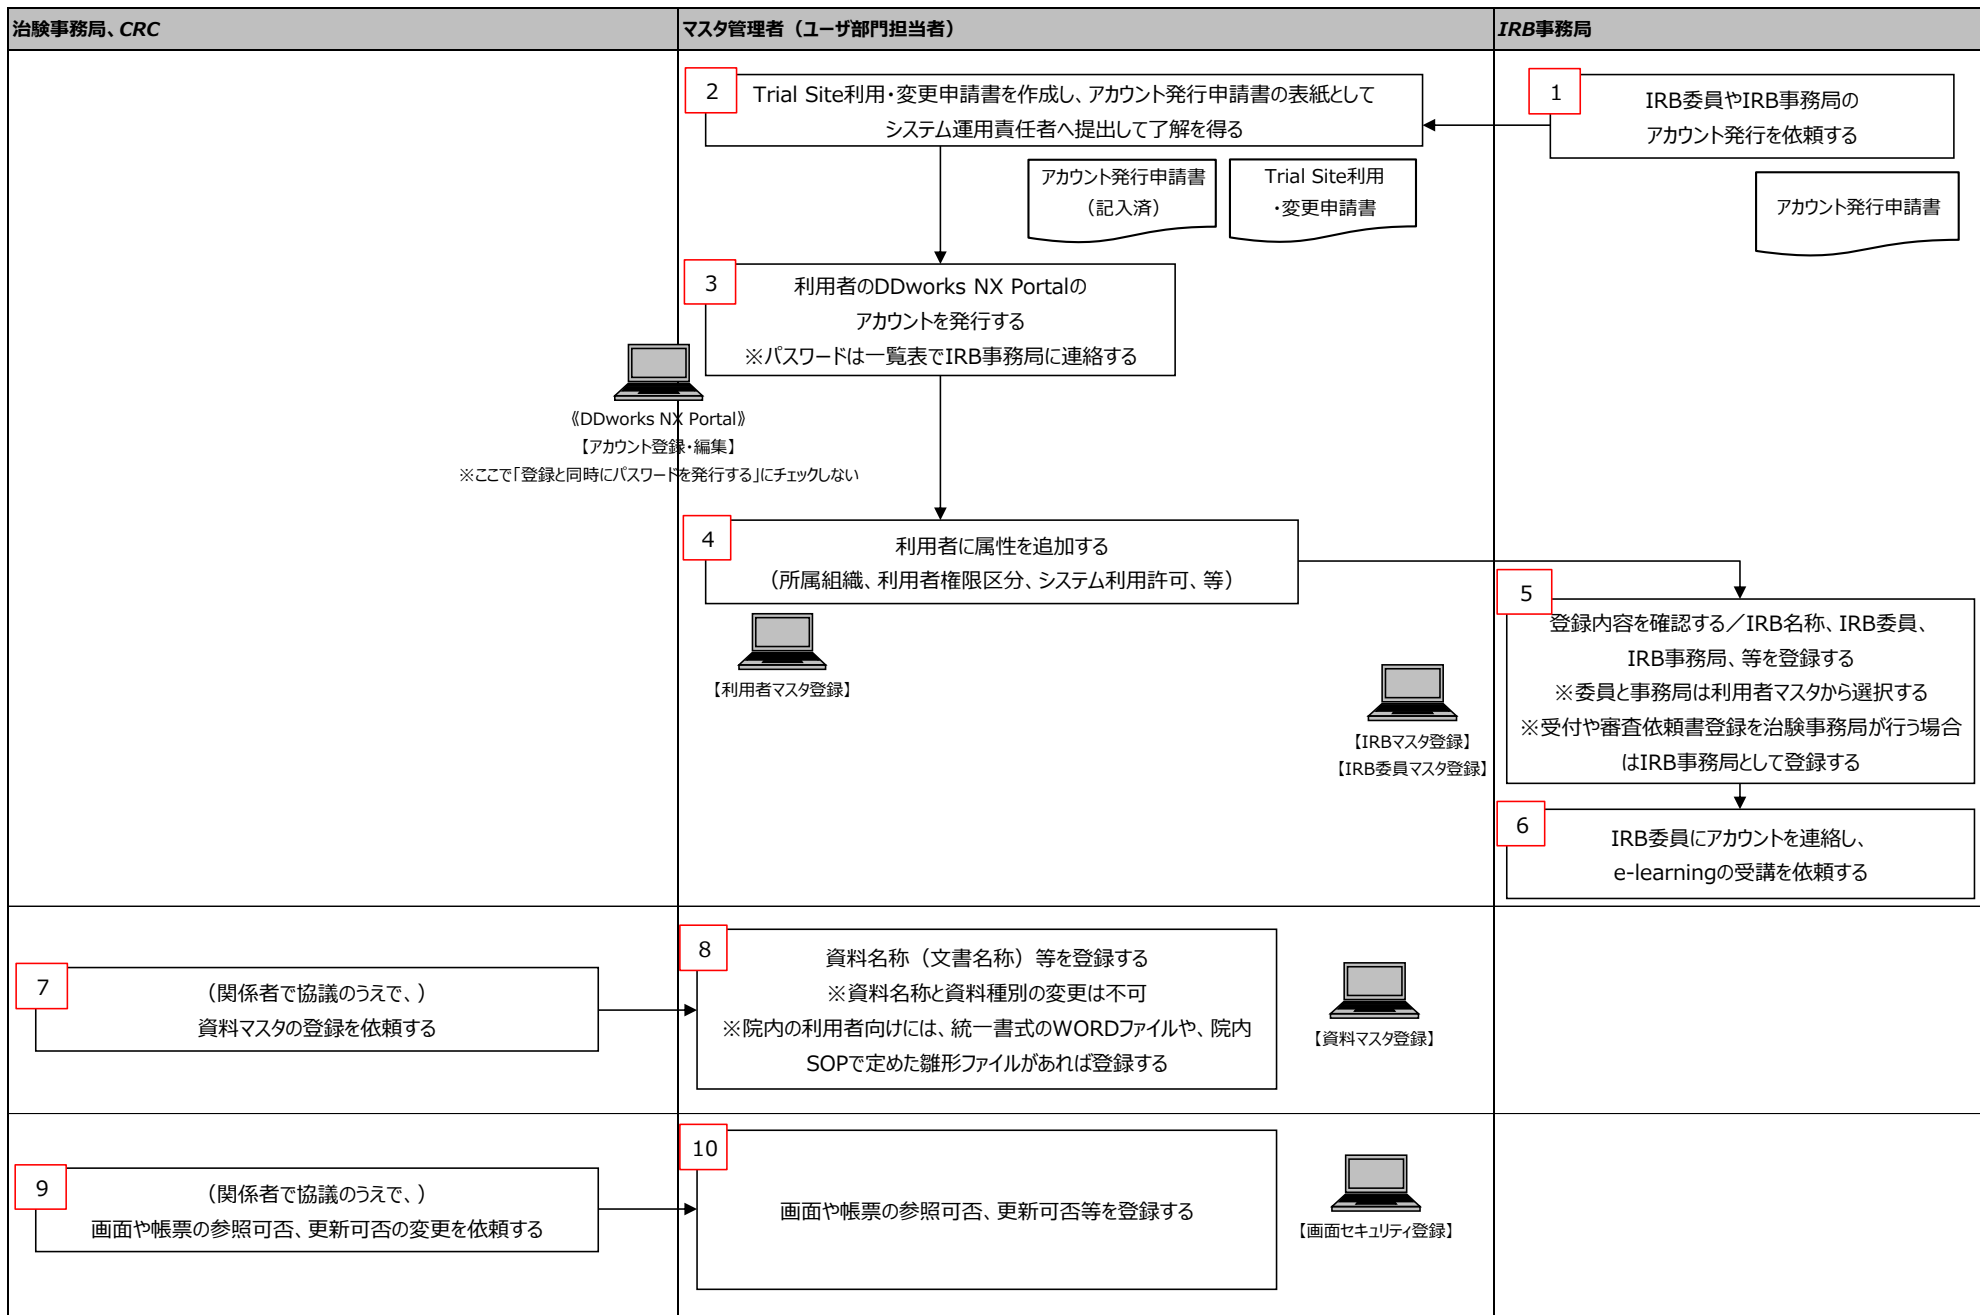 治験事務局、CRC
マスタ管理者（ユーザ部門担当者）
IRB事務局
1
IRB委員やIRB事務局の
アカウント発行を依頼する
アカウント発行申請書
2
Trial Site利用・変更申請書を作成し、アカウント発行申請書の表紙として
システム運用責任者へ提出して了解を得る
アカウント発行申請書
（記入済）
Trial Site利用
・変更申請書
3
利用者のDDworks NX Portalの
アカウントを発行する
※パスワードは一覧表でIRB事務局に連絡する
《DDworks NX Portal》
【アカウント登録・編集】
※ここで「登録と同時にパスワードを発行する」にチェックしない
4
利用者に属性を追加する
（所属組織、利用者権限区分、システム利用許可、等）
【利用者マスタ登録】
5
登録内容を確認する／IRB名称、IRB委員、
IRB事務局、等を登録する
※委員と事務局は利用者マスタから選択する
※受付や審査依頼書登録を治験事務局が行う場合
はIRB事務局として登録する
【IRBマスタ登録】
【IRB委員マスタ登録】
6
IRB委員にアカウントを連絡し、
e-learningの受講を依頼する
7
（関係者で協議のうえで、）
資料マスタの登録を依頼する
8
資料名称（文書名称）等を登録する
※資料名称と資料種別の変更は不可
※院内の利用者向けには、統一書式のWORDファイルや、院内
SOPで定めた雛形ファイルがあれば登録する
【資料マスタ登録】
9
（関係者で協議のうえで、）
画面や帳票の参照可否、更新可否の変更を依頼する
10
画面や帳票の参照可否、更新可否等を登録する
【画面セキュリティ登録】